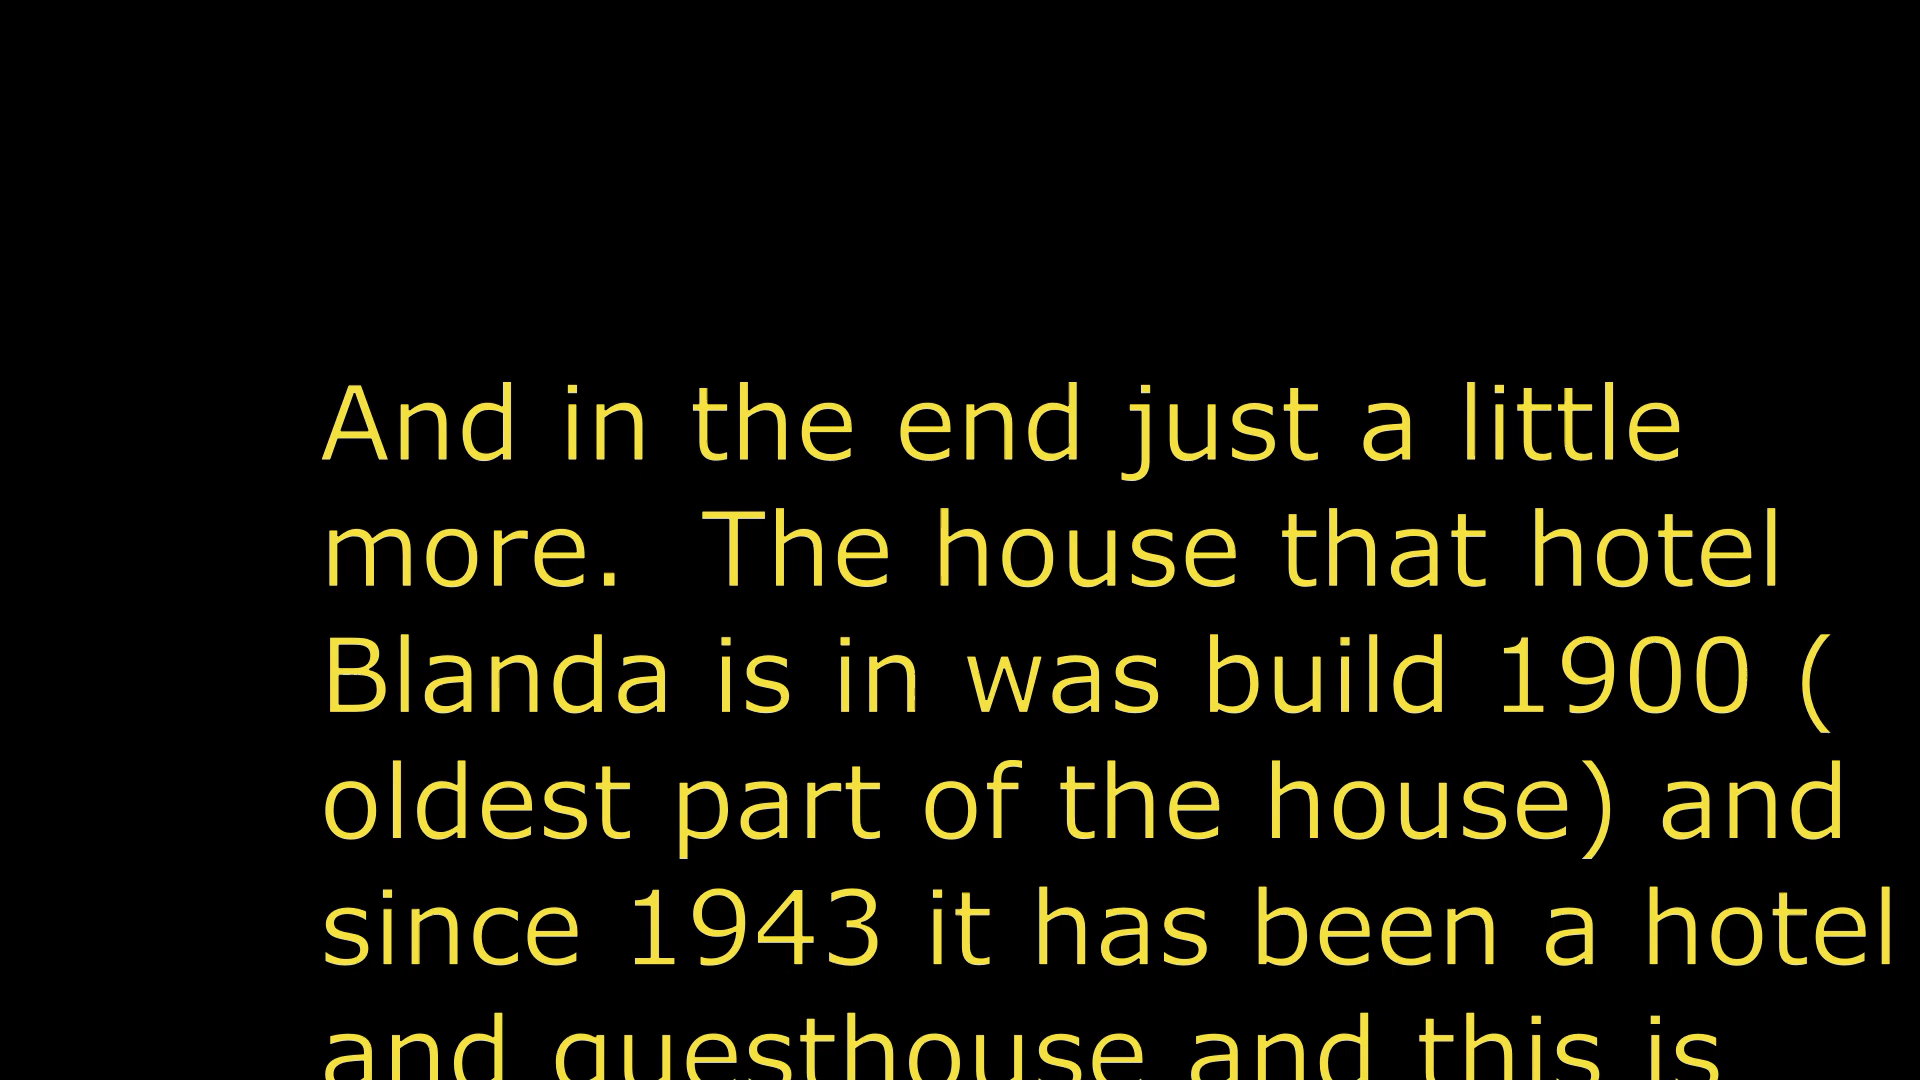 And in the end just a little
more.  The house that hotel
Blanda is in was build 1900 (
oldest part of the house) and
since 1943 it has been a hotel
and guesthouse and this is